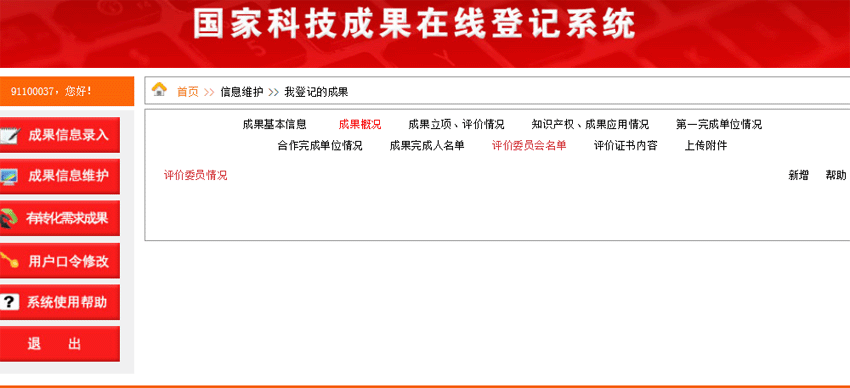 国家科技成果在线登记系统
91100037，您好！
首页 >> 信息维护 >> 我登记的成果
成果信息录入
成果信息维护
有转化需求成果
用户口令修改
? 系统使用帮助
退 出
成果基本信息 成果概况 成果立项、评价情况 知识产权、成果应用情况 第一完成单位情况
合作完成单位情况 成果完成人名单 评价委员会名单 评价证书内容 上传附件
评价委员情况 新增 帮助